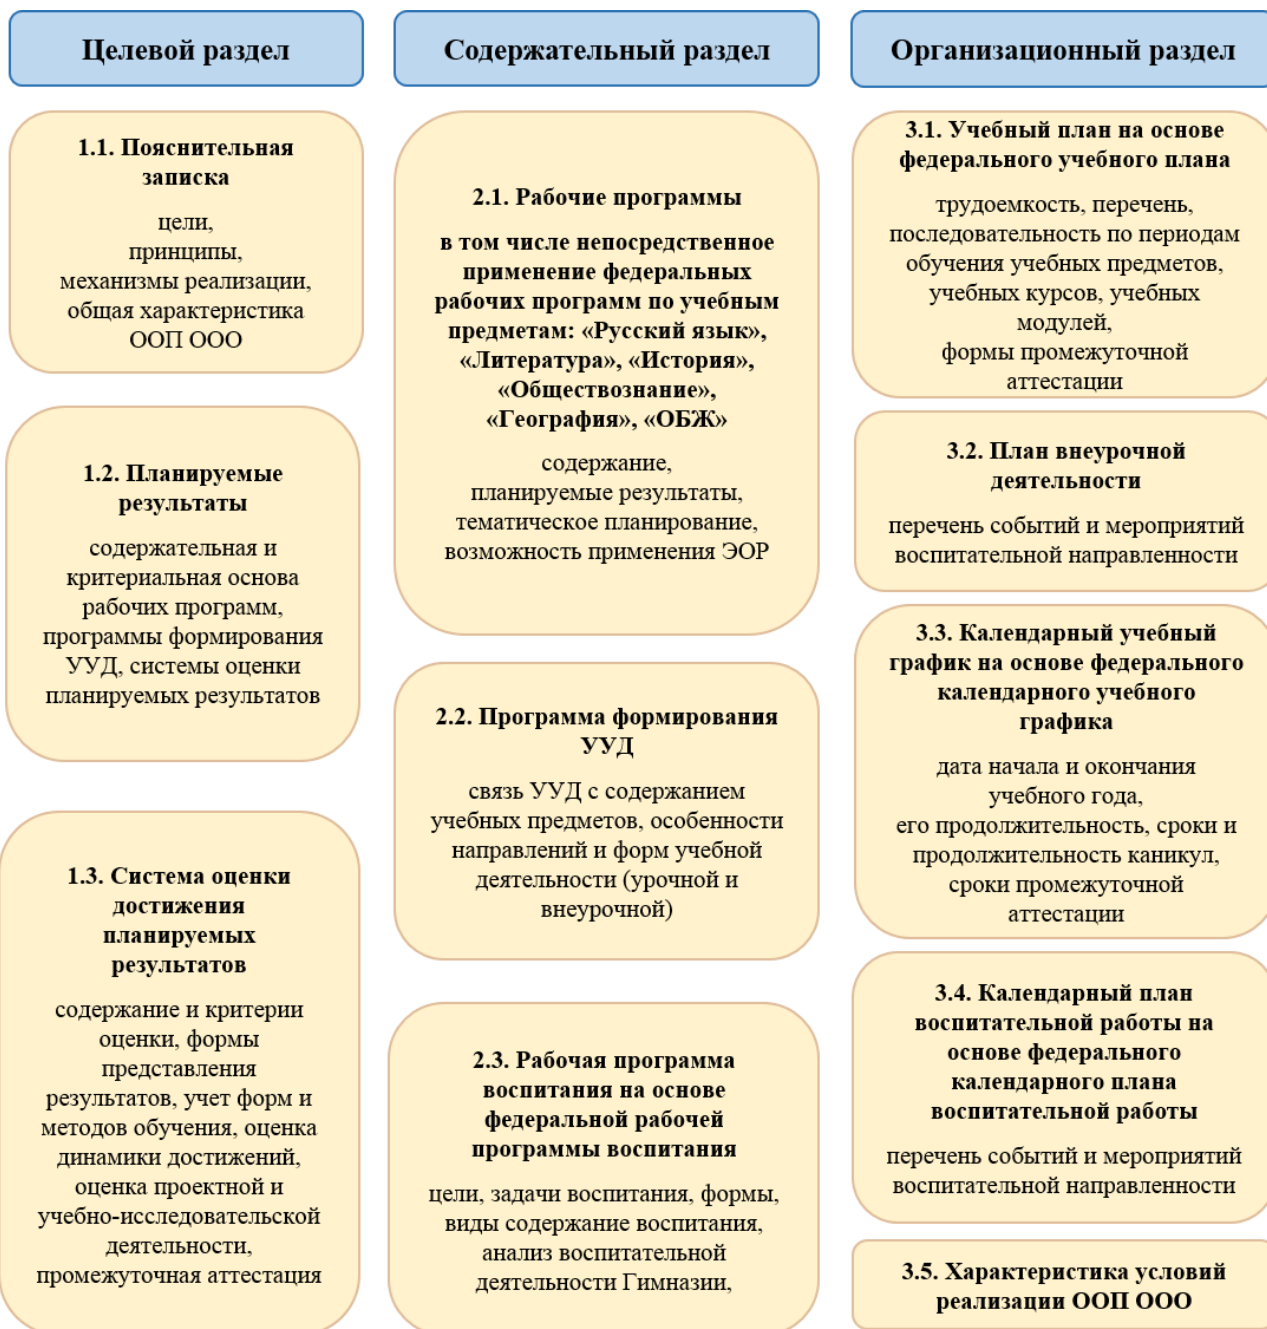 Целевой раздел
1.1. Пояснительная
записка
цели,
принципы,
механизмы реализации,
общая характеристика
ООП ООО
1.2. Планируемые
результаты
содержательная и
критериальная основа
рабочих программ,
программы формирования
УУД, системы оценки
планируемых результатов
1.3. Система оценки
достижения
планируемых
результатов
содержание и критерии
оценки, формы
представления
результатов, учет форм и
методов обучения, оценка
динамики достижений,
оценка проектной и
учебно-исследовательской
деятельности,
промежуточная аттестация
Содержательный раздел
2.1. Рабочие программы
в том числе непосредственное
применение федеральных
рабочих программ по учебным
предметам: «Русский язык»,
«Литература», «История»,
«Обществознание»,
«География», «ОБЖ»
содержание,
планируемые результаты,
тематическое планирование,
возможность применения ЭОР
2.2. Программа формирования
УУД
связь УУД с содержанием
учебных предметов, особенности
направлений и форм учебной
деятельности (урочной и
внеурочной)
2.3. Рабочая программа
воспитания на основе
федеральной рабочей
программы воспитания
цели, задачи воспитания, формы,
виды содержание воспитания,
анализ воспитательной
деятельности Гимназии,
Организационный раздел
3.1. Учебный план на основе
федерального учебного плана
трудоемкость, перечень,
последовательность по периодам
обучения учебных предметов,
учебных курсов, учебных
модулей,
формы промежуточной
аттестации
3.2. План внеурочной
деятельности
перечень событий и мероприятий
воспитательной направленности
3.3. Календарный учебный
график на основе федерального
календарного учебного
графика
дата начала и окончания
учебного года,
его продолжительность, сроки и
продолжительность каникул,
сроки промежуточной
аттестации
3.4. Календарный план
воспитательной работы на
основе федерального
календарного плана
воспитательной работы
перечень событий и мероприятий
воспитательной направленности
3.5. Характеристика условий
реализации ООП ООО